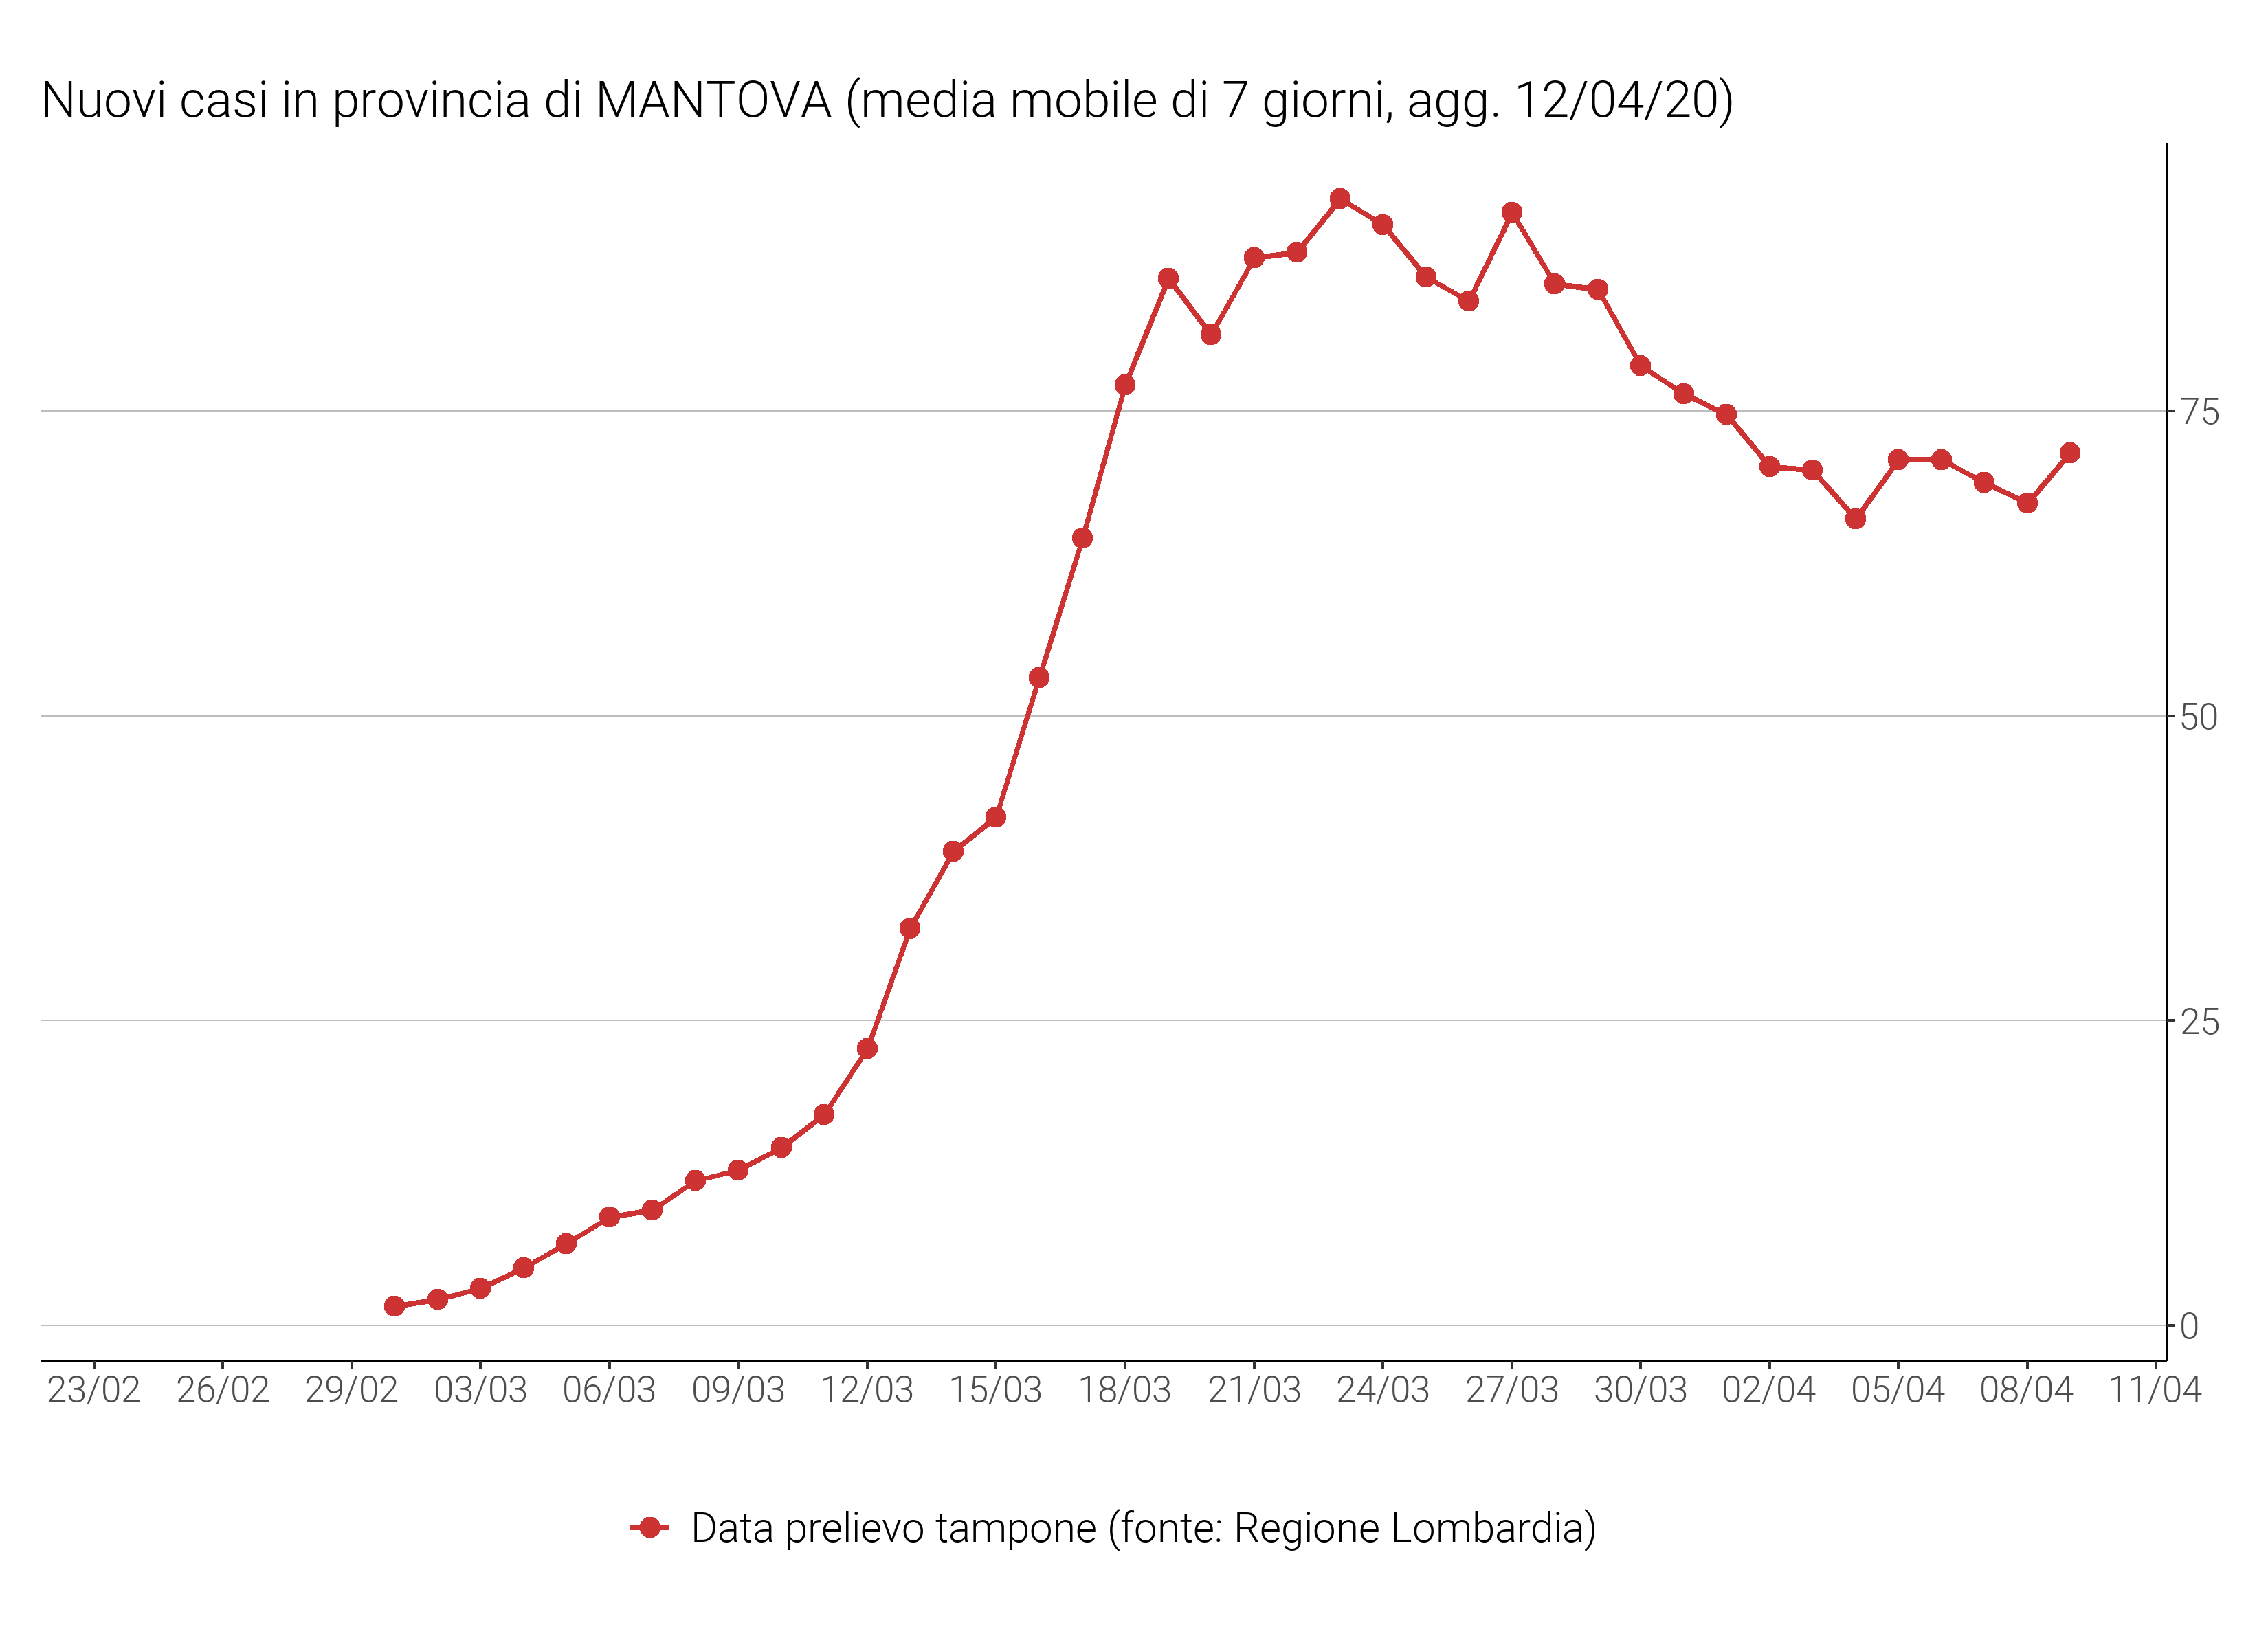 Nuovi casi in provincia di MANTOVA (media mobile di 7 giorni, agg. 12/04/20)
75
50
25
0
23/02 26/02 29/02 03/03 06/03 09/03 12/03 15/03 18/03 21/03 24/03 27/03 30/03 02/04 05/04 08/04 11/04
Data prelievo tampone (fonte: Regione Lombardia)